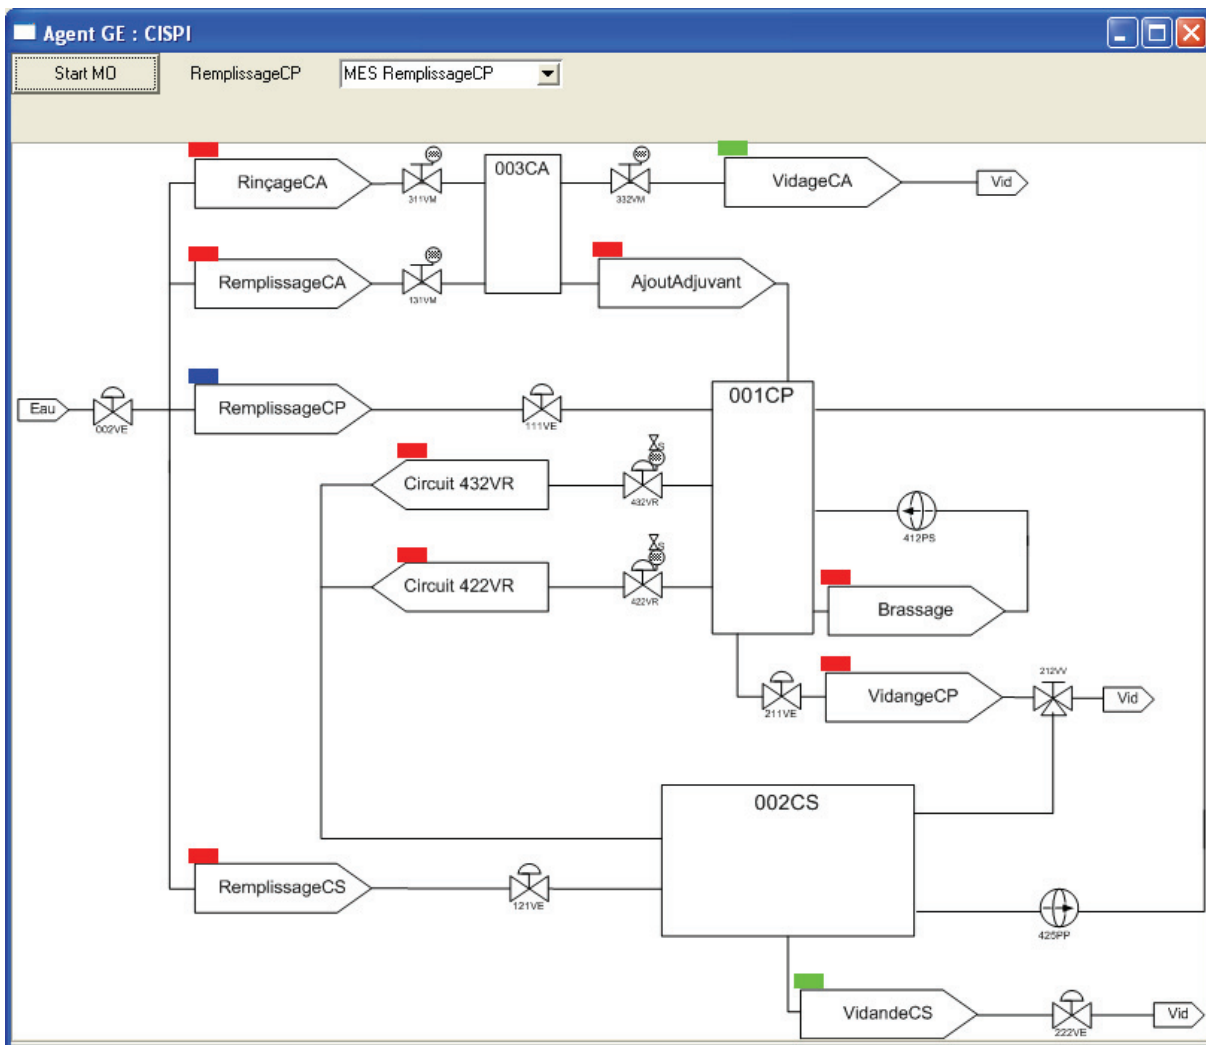 Agent GE : CISPI
Start MO RemplissageCP MES RemplissageCP
003CA
RinçageCA
311VM
332VM
VidageCA
Vid
RemplissageCA
131VM
AjoutAdjuvant
001CP
Eau
002VE
RemplissageCP
111VE
S
Circuit 432VR
432VR
412PS
S
Circuit 422VR
422VR
Brassage
212VV
211VE
VidangeCP
Vid
002CS
RemplissageCS
121VE
425PP
VidandeCS
222VE
Vid